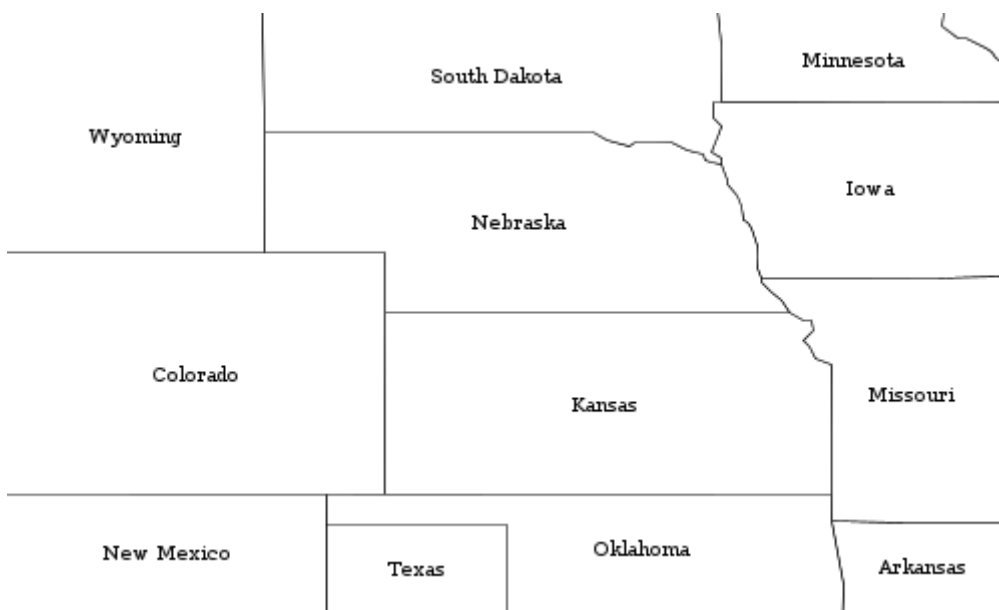 Minnesota
South Dakota
Wyoming
Iowa
Nebraska
Colorado
Missouri
Kansas
New Mexico
Oklahoma
Texas
Arkansas